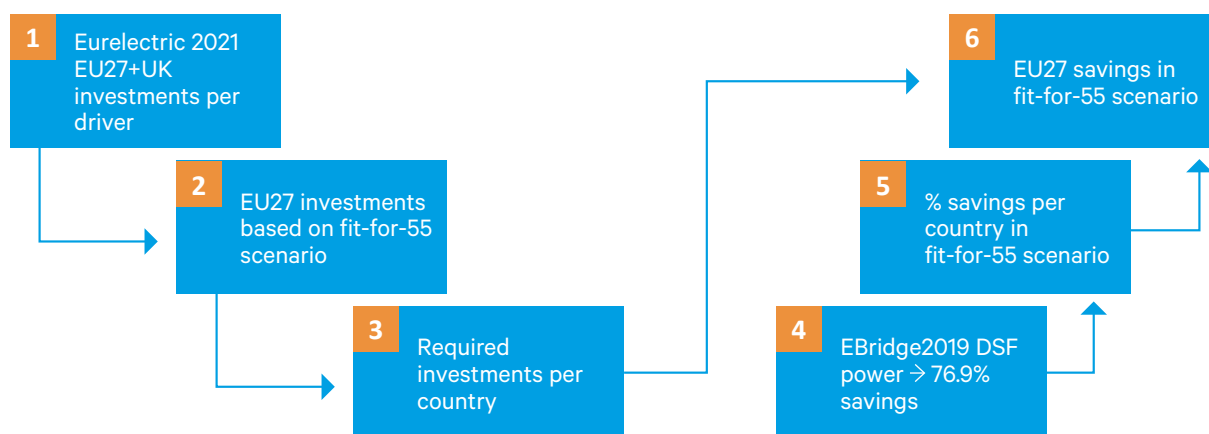 1
Eurelectric 2021
EU27+UK
investments per
driver
2
EU27 investments
based on fit-for-55
scenario
3
Required
investments per
country
4
EBridge2019 DSF
power → 76.9%
savings
5
% savings per
country in
fit-for-55 scenario
6
EU27 savings in
fit-for-55 scenario